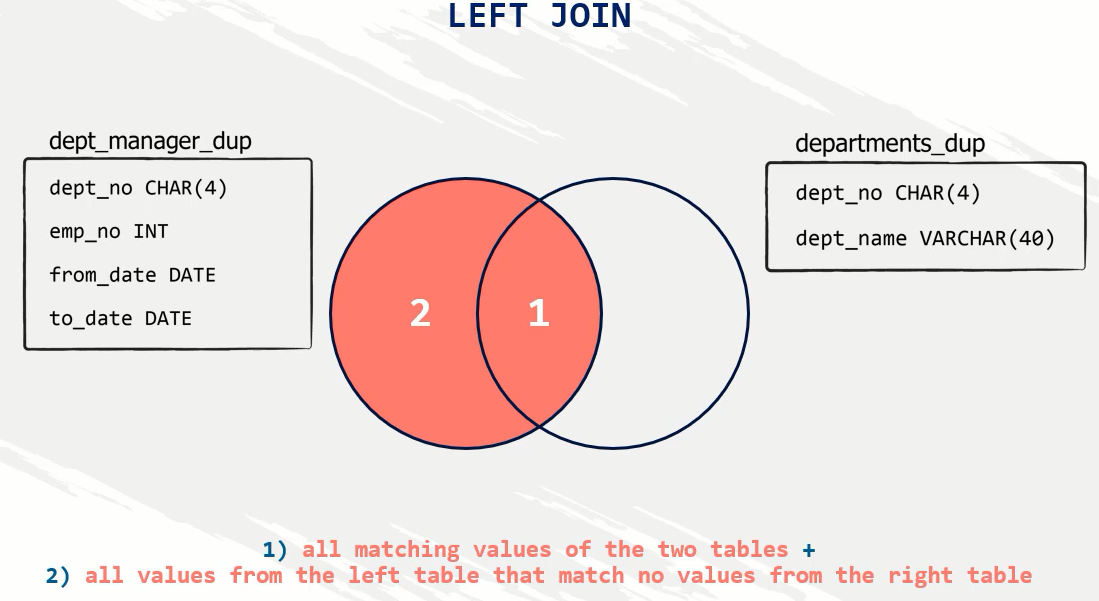 LEFT JOIN
dept_manager_dup
dept_no CHAR(4)
emp_no INT
from_date DATE
to_date DATE
departments_dup
dept_no CHAR(4)
dept_name VARCHAR(40)
2
1
1) all matching values of the two tables +
2) all values from the left table that match no values from the right table